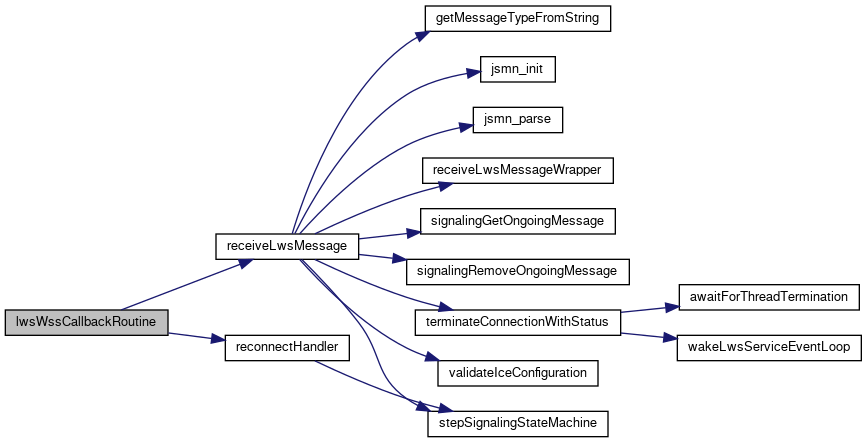 getMessageTypeFromString
jsmn_init
jsmn_parse
receiveLwsMessageWrapper
signalingGetOngoingMessage
receiveLwsMessage
signalingRemoveOngoingMessage
awaitForThreadTermination
lwsWssCallbackRoutine
terminateConnectionWithStatus
reconnectHandler
wakeLwsServiceEventLoop
validateIceConfiguration
stepSignalingStateMachine